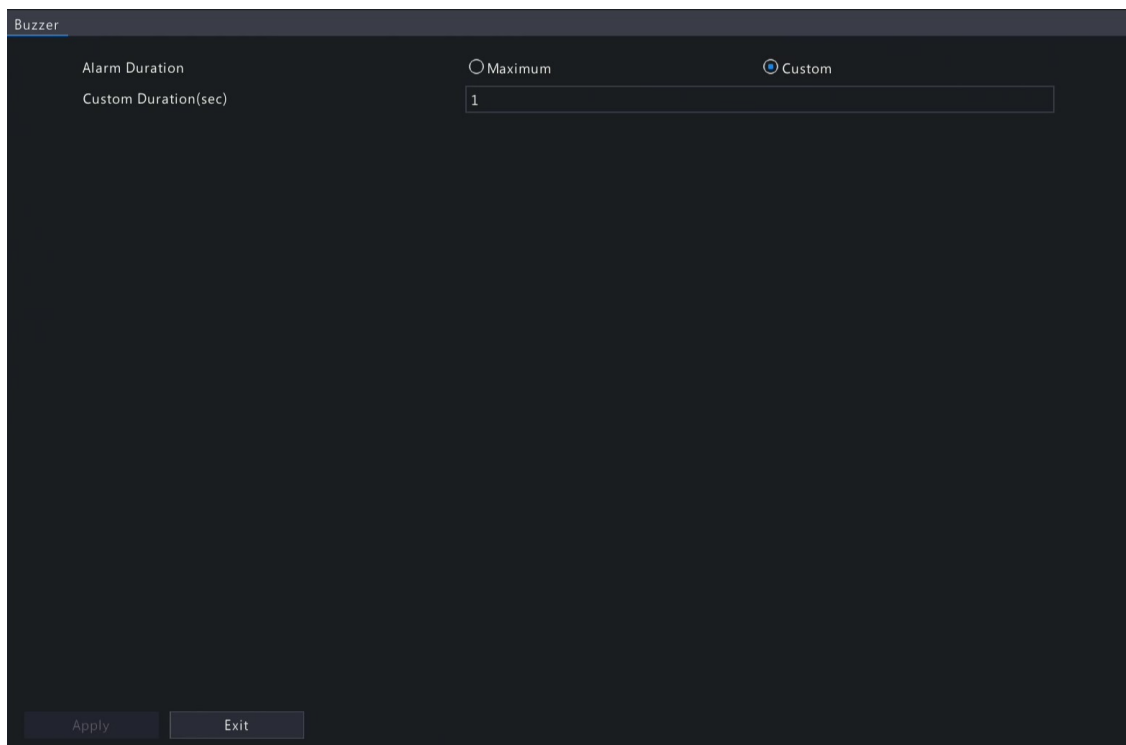 Buzzer
Alarm Duration Maximum Custom
Custom Duration(sec) 1
Apply Exit